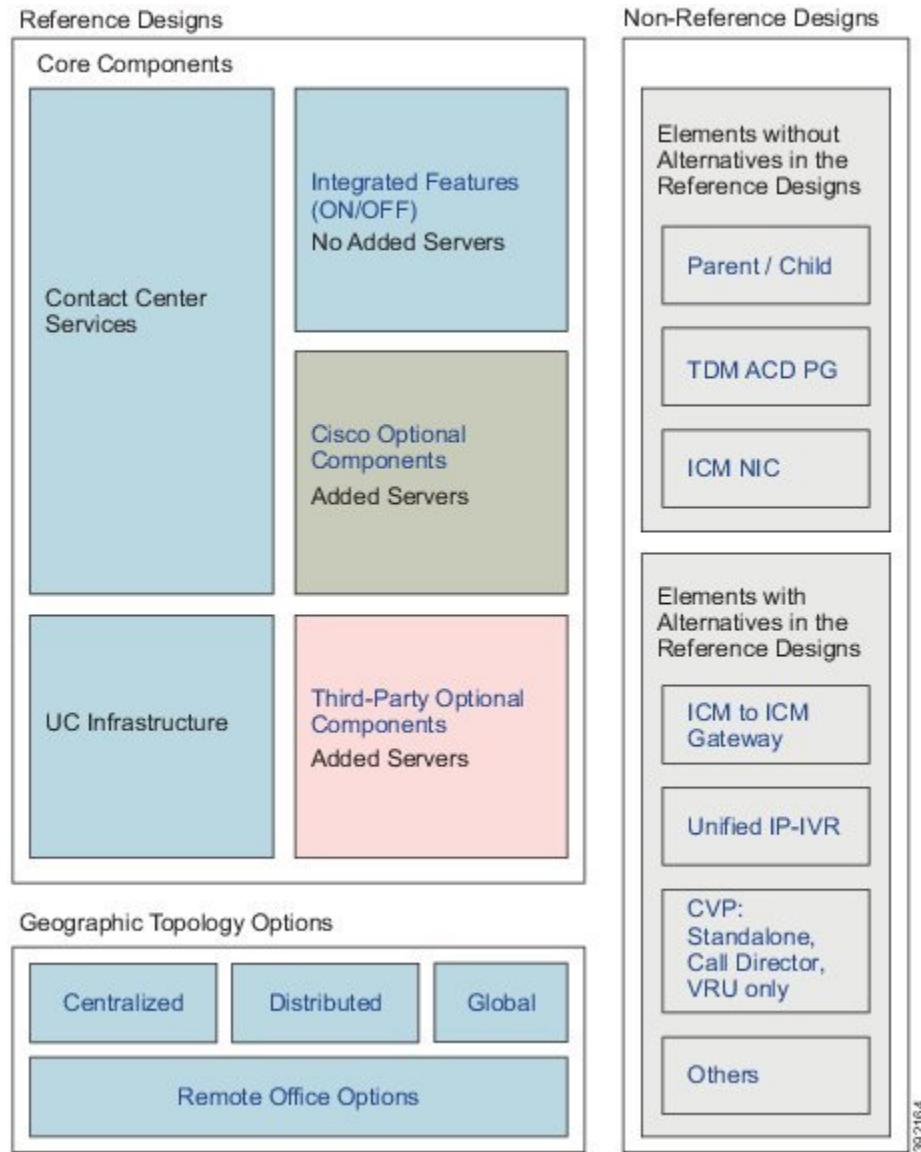 Reference Designs
Core Components
Contact Center
Services
Integrated Features
(ON/OFF)
No Added Servers
Cisco Optional
Components
Added Servers
UC Infrastructure
Third-Party Optional
Components
Added Servers
Geographic Topology Options
Centralized
Distributed
Global
Remote Office Options
Non-Reference Designs
Elements without
Alternatives in the
Reference Designs
Parent / Child
TDM ACD PG
ICM NIC
Elements with
Alternatives in the
Reference Designs
ICM to ICM
Gateway
Unified IP-IVR
CVP:
Standalone,
Call Director,
VRU only
Others
392164